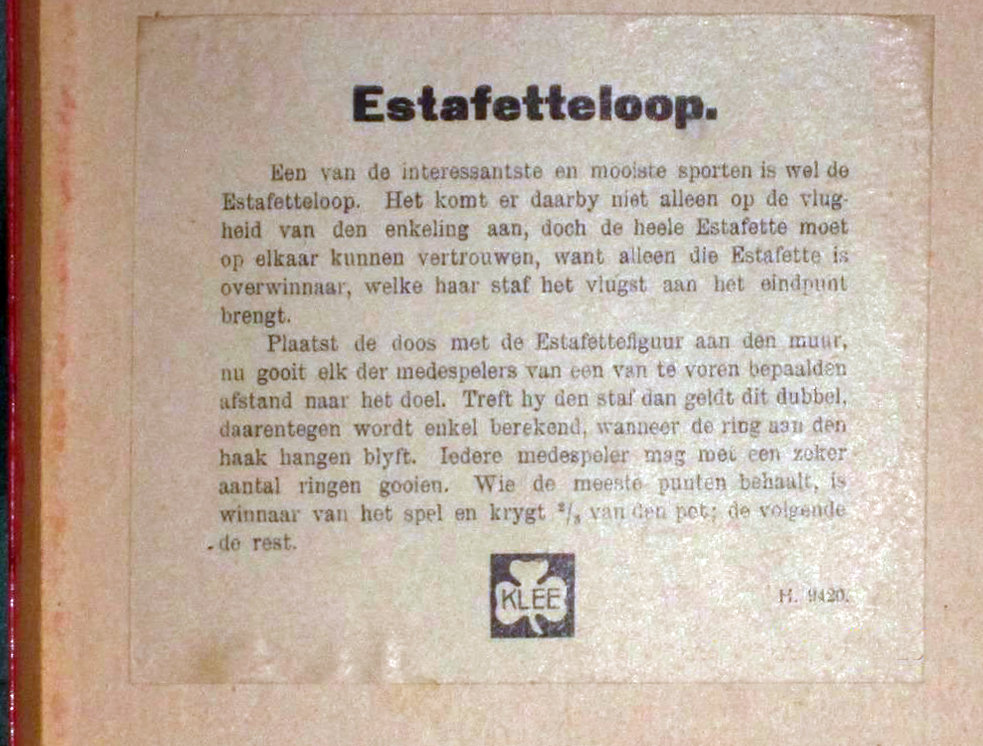 Estafetteloop.
Een van de interessantste en mooiste sporten is wel de
Estafetteloop. Het komt er daarby niet alleen op de vlug-
heid van den enkeling aan, doch de heele Estafette moet
op elkaar kunnen vertrouwen, want alleen die Estafette is
overwinnaar, welke haar staf het vlugst aan het eindpunt
brengt.
Plaatst de doos met de Estafettefiguur aan den muur,
nu gooit elk der medespelers van een van te voren bepaalden
afstand naar het doel. Treft hy den staf dan geldt dit dubbel,
daarentegen wordt enkel berekend, wanneer de ring aan den
haak hangen blyft. Iedere medespeler mag met een zeker
aantal ringen gooien. Wie de meeste punten behaalt, is
winnaar van het spel en krygt ²/₃ van den pot; de volgende
de rest.
KLEE
H. 9420.